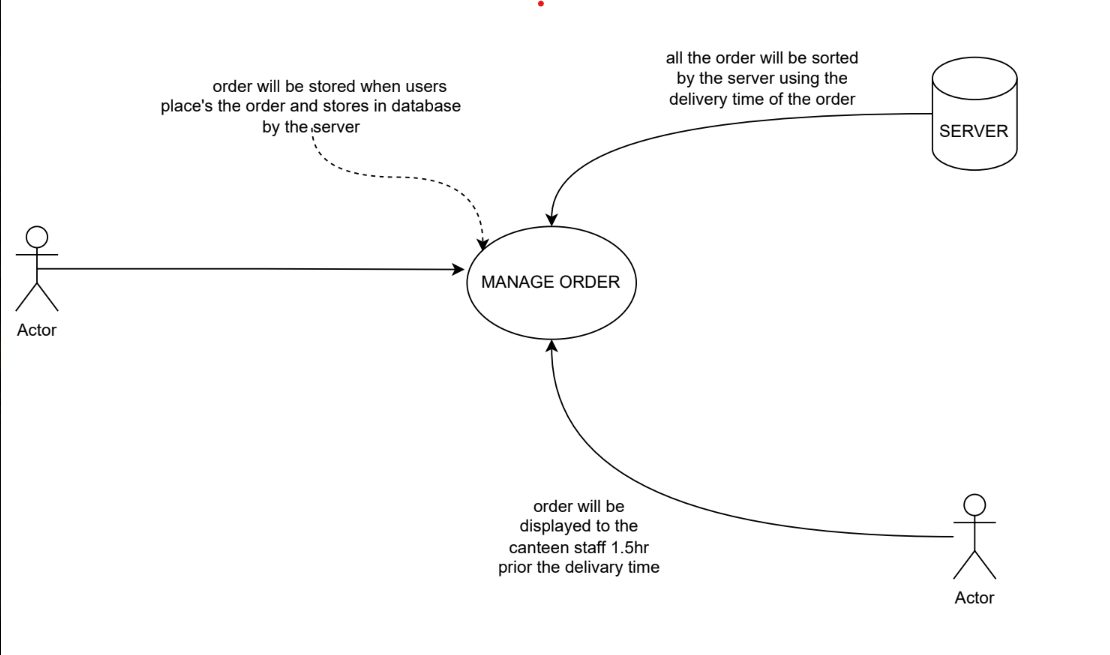 order will be stored when users
place's the order and stores in database
by the server
all the order will be sorted
by the server using the
delivery time of the order
SERVER
MANAGE ORDER
Actor
order will be
displayed to the
canteen staff 1.5hr
prior the delivary time
Actor